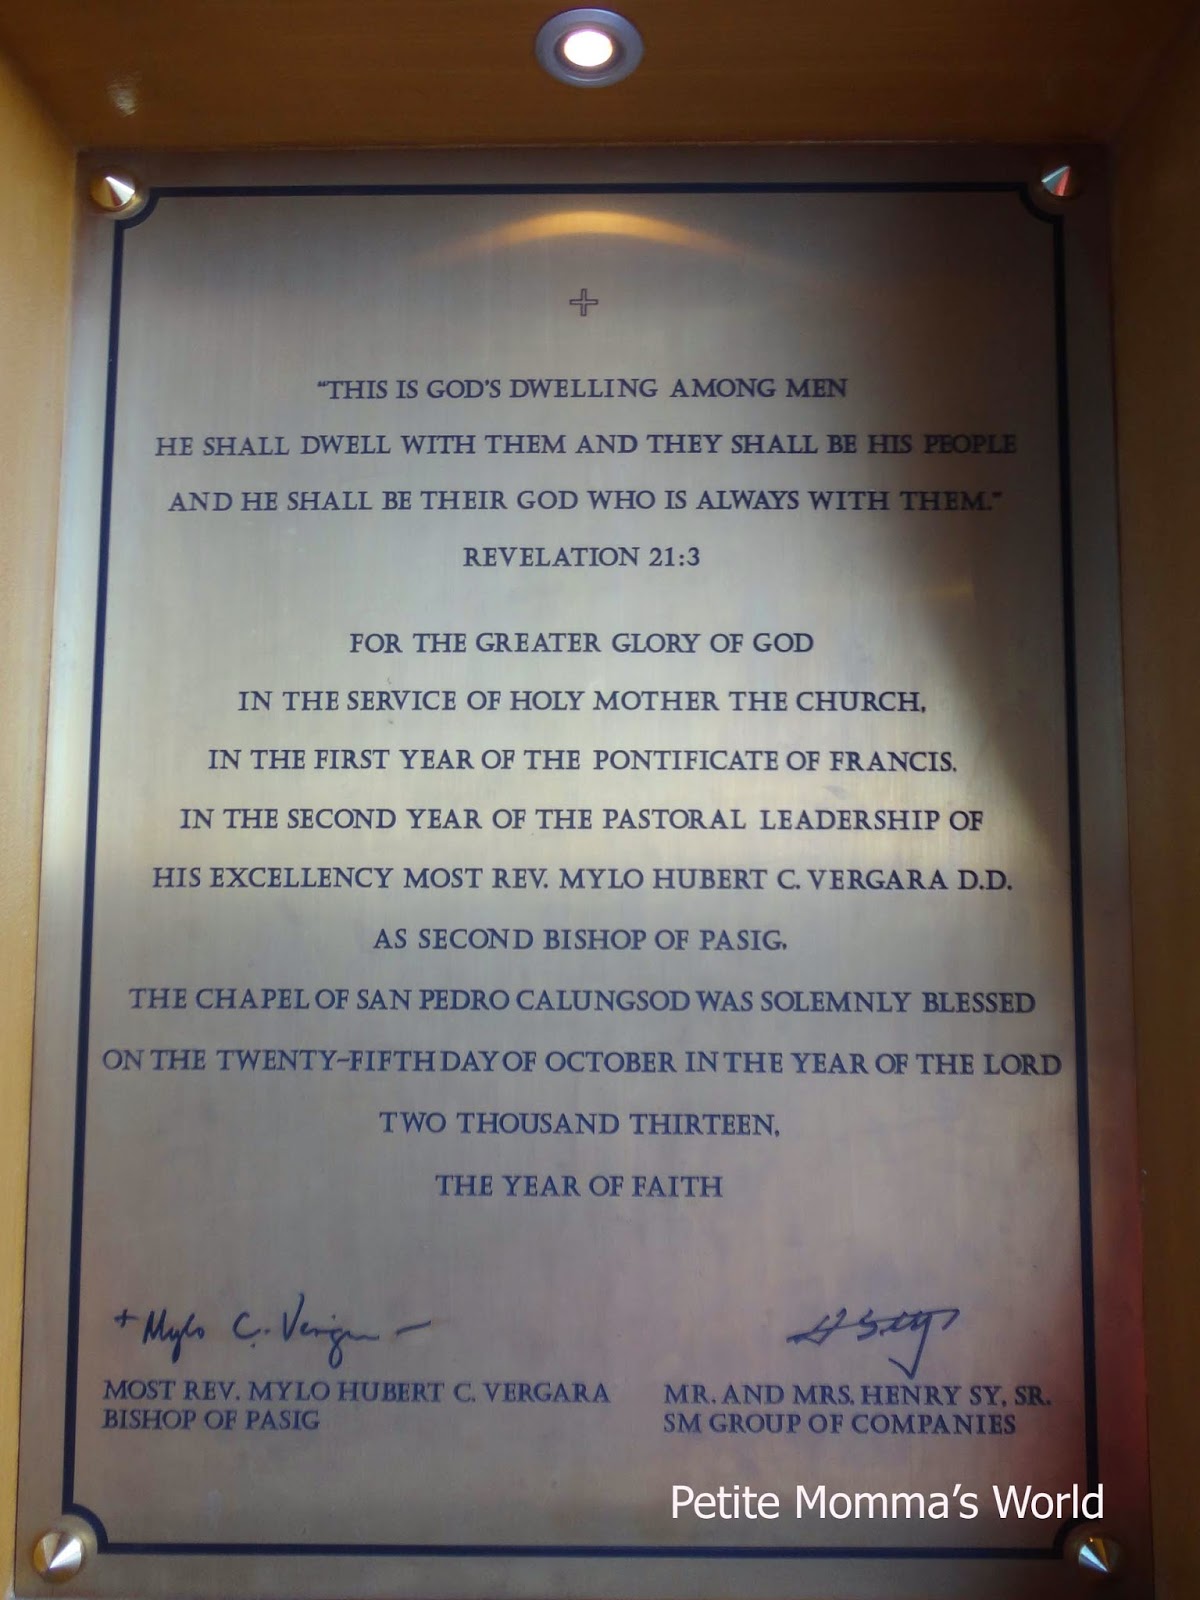 “THIS IS GOD'S DWELLING AMONG MEN
HE SHALL DWELL WITH THEM AND THEY SHALL BE HIS PEOPLE
AND HE SHALL BE THEIR GOD WHO IS ALWAYS WITH THEM.”
REVELATION 21:3
FOR THE GREATER GLORY OF GOD
IN THE SERVICE OF HOLY MOTHER THE CHURCH,
IN THE FIRST YEAR OF THE PONTIFICATE OF FRANCIS,
IN THE SECOND YEAR OF THE PASTORAL LEADERSHIP OF
HIS EXCELLENCY MOST REV. MYLO HUBERT C. VERGARA D.D.
AS SECOND BISHOP OF PASIG,
THE CHAPEL OF SAN PEDRO CALUNGSOD WAS SOLEMNLY BLESSED
ON THE TWENTY-FIFTH DAY OF OCTOBER IN THE YEAR OF THE LORD
TWO THOUSAND THIRTEEN,
THE YEAR OF FAITH
+ Mylo C. Vergara
MOST REV. MYLO HUBERT C. VERGARA
BISHOP OF PASIG
MR. AND MRS. HENRY SY, SR.
SM GROUP OF COMPANIES
Petite Momma's World